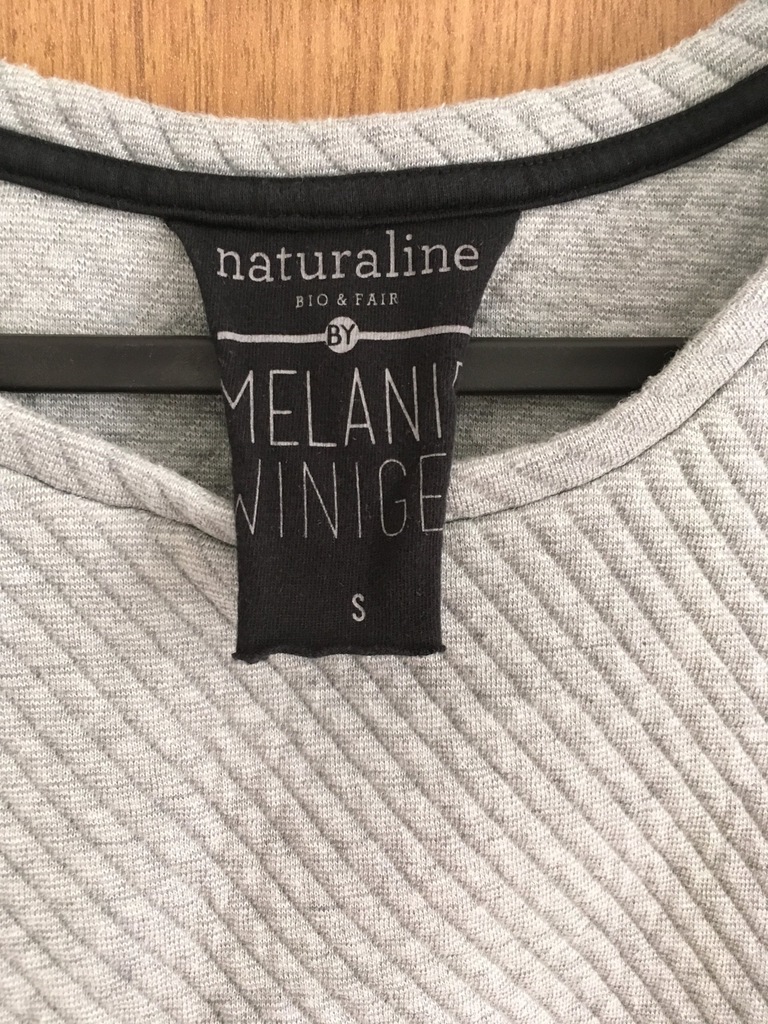 naturaline
BIO & FAIR
BY
MELANI
WINIGE
S